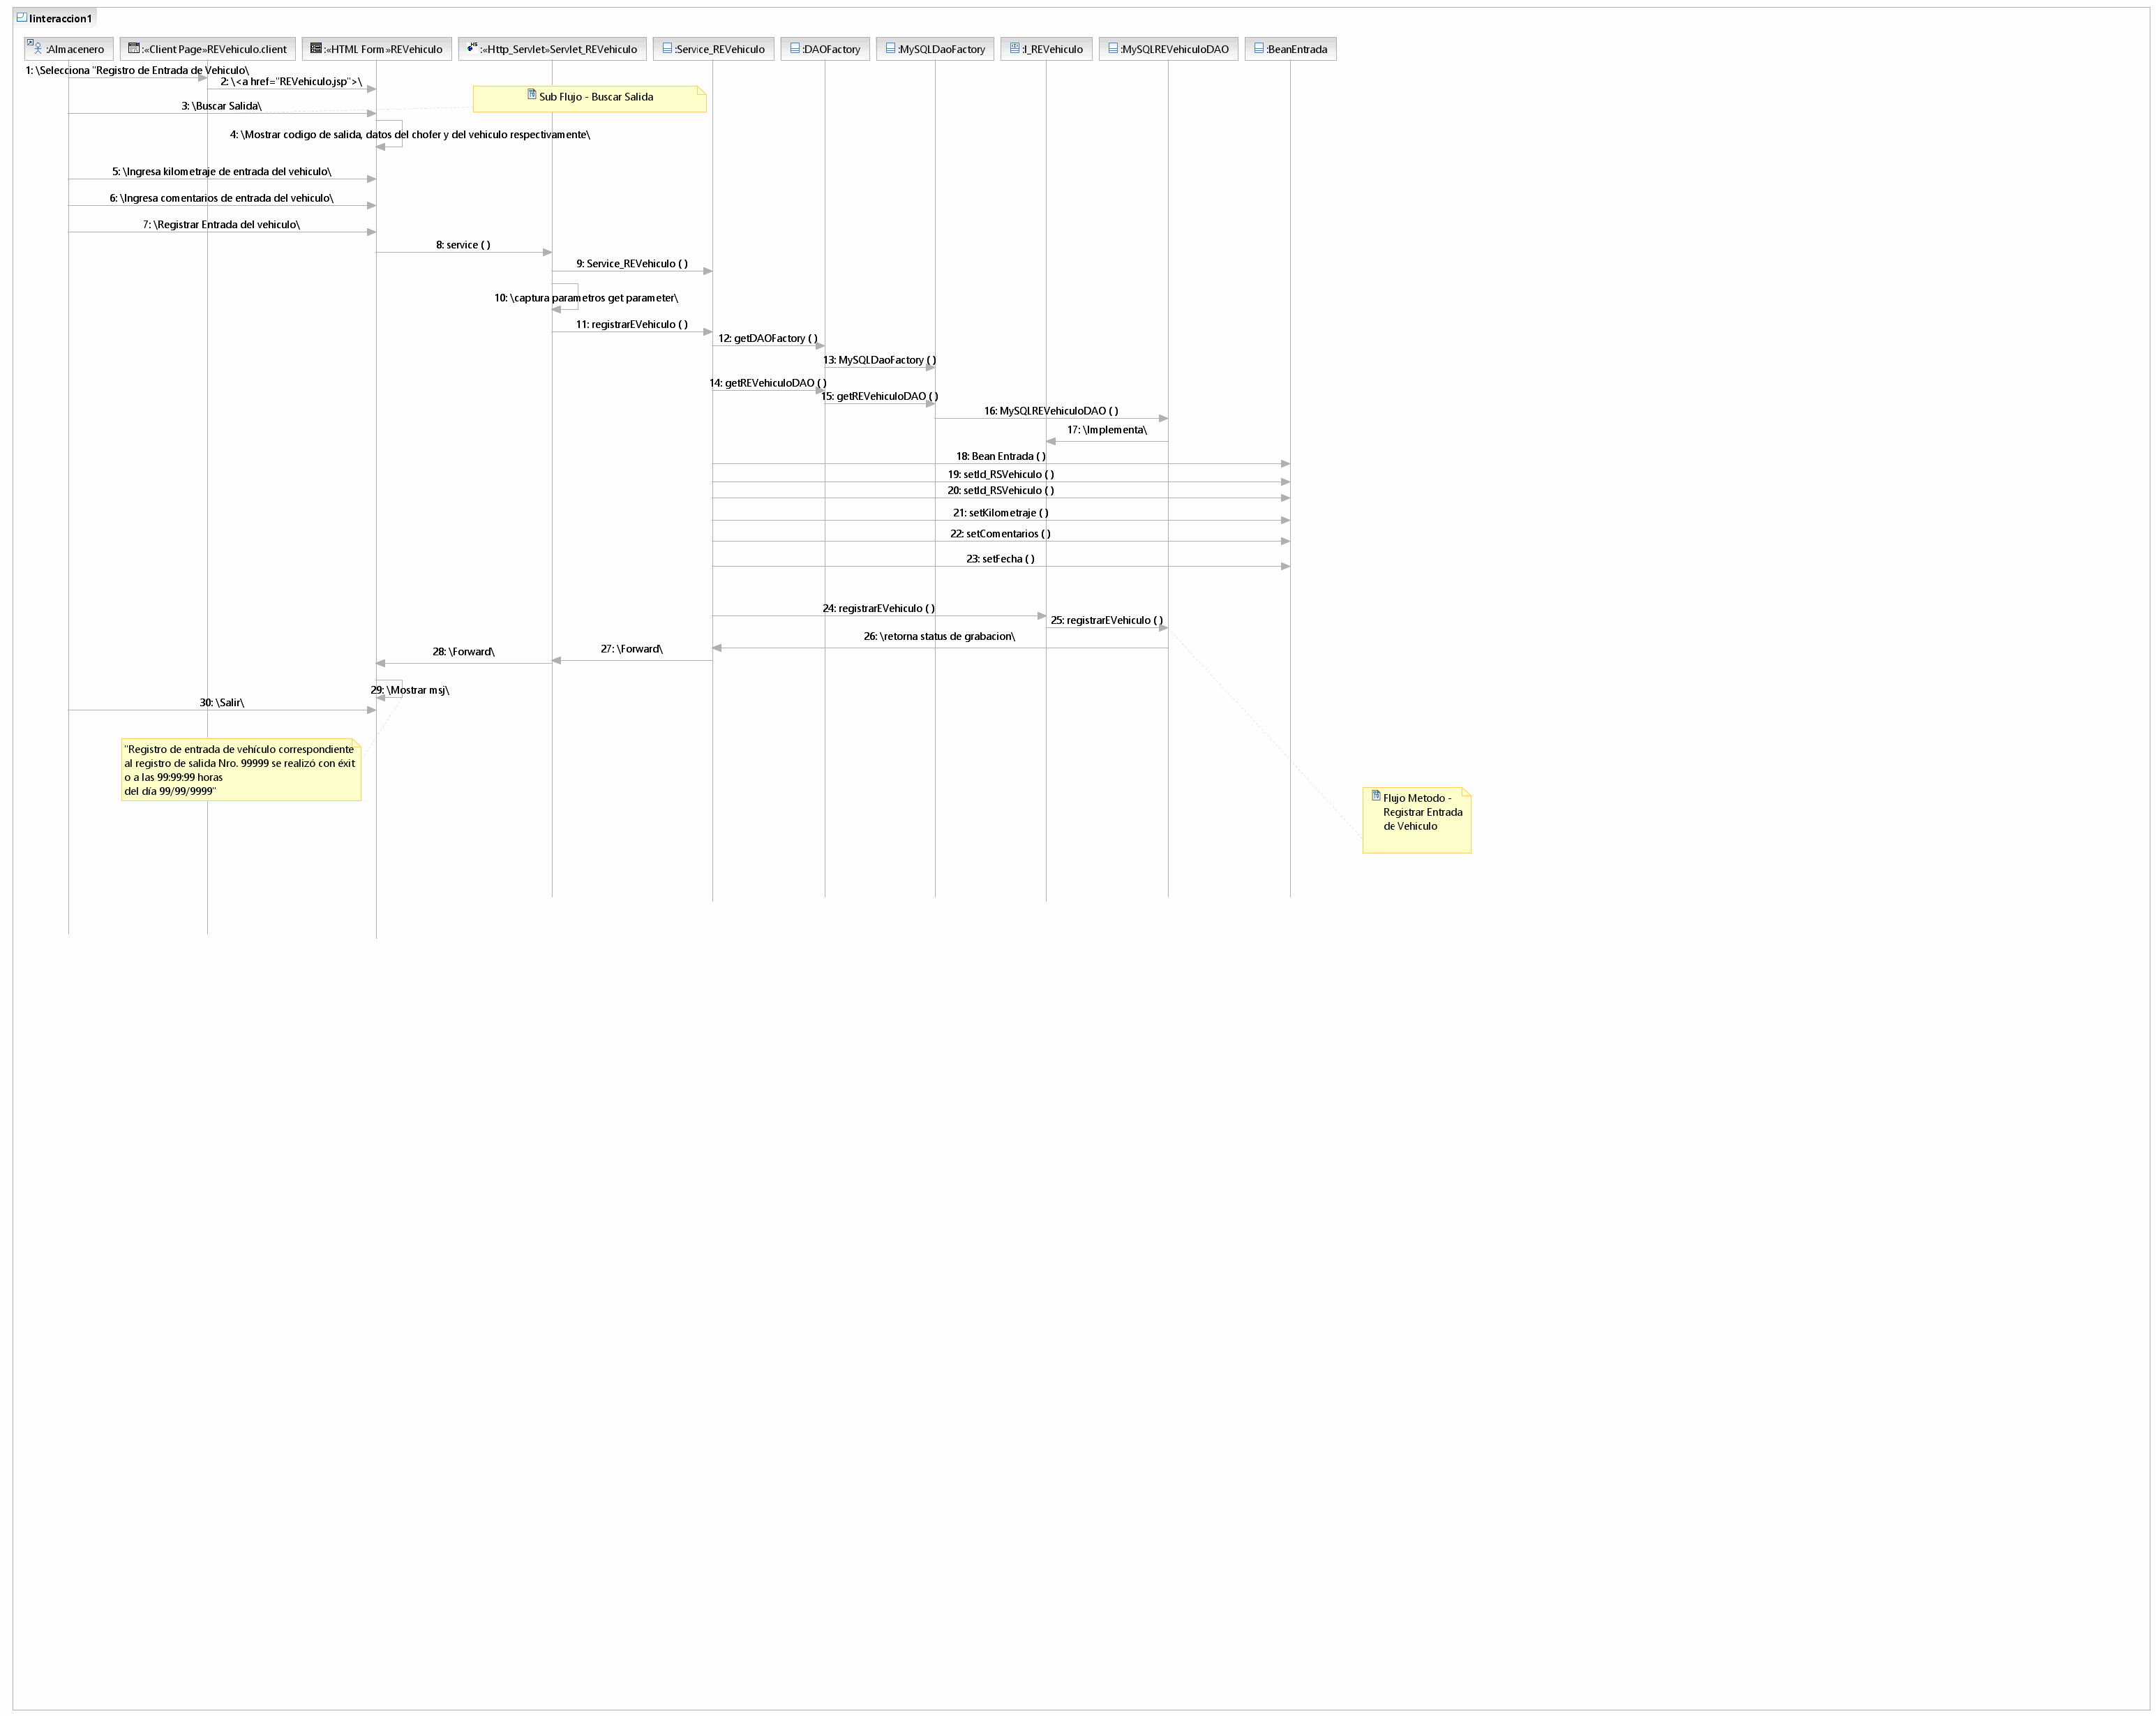 Iinteraccion1
:Almacenero
:«Client Page»REVehiculo.client
:«HTML Form»REVehiculo
:«Http_Servlet»Servlet_REVehiculo
:Service_REVehiculo
:DAOFactory
:MySQLDaoFactory
:I_REVehiculo
:MySQLREVehiculoDAO
:BeanEntrada
1: \Selecciona "Registro de Entrada de Vehiculo\
2: \<a href="REVehiculo.jsp">\
Sub Flujo - Buscar Salida
3: \Buscar Salida\
4: \Mostrar codigo de salida, datos del chofer y del vehiculo respectivamente\
5: \Ingresa kilometraje de entrada del vehiculo\
6: \Ingresa comentarios de entrada del vehiculo\
7: \Registrar Entrada del vehiculo\
8: service ( )
9: Service_REVehiculo ( )
10: \captura parametros get parameter\
11: registrarEVehiculo ( )
12: getDAOFactory ( )
13: MySQLDaoFactory ( )
14: getREVehiculoDAO ( )
15: getREVehiculoDAO ( )
16: MySQLREVehiculoDAO ( )
17: \Implementa\
18: Bean Entrada ( )
19: setId_RSVehiculo ( )
20: setId_RSVehiculo ( )
21: setKilometraje ( )
22: setComentarios ( )
23: setFecha ( )
24: registrarEVehiculo ( )
25: registrarEVehiculo ( )
26: \retorna status de grabacion\
27: \Forward\
28: \Forward\
29: \Mostrar msj\
30: \Salir\
"Registro de entrada de vehículo correspondiente
al registro de salida Nro. 99999 se realizó con éxit
o a las 99:99:99 horas
del día 99/99/9999"
Flujo Metodo -
Registrar Entrada
de Vehiculo